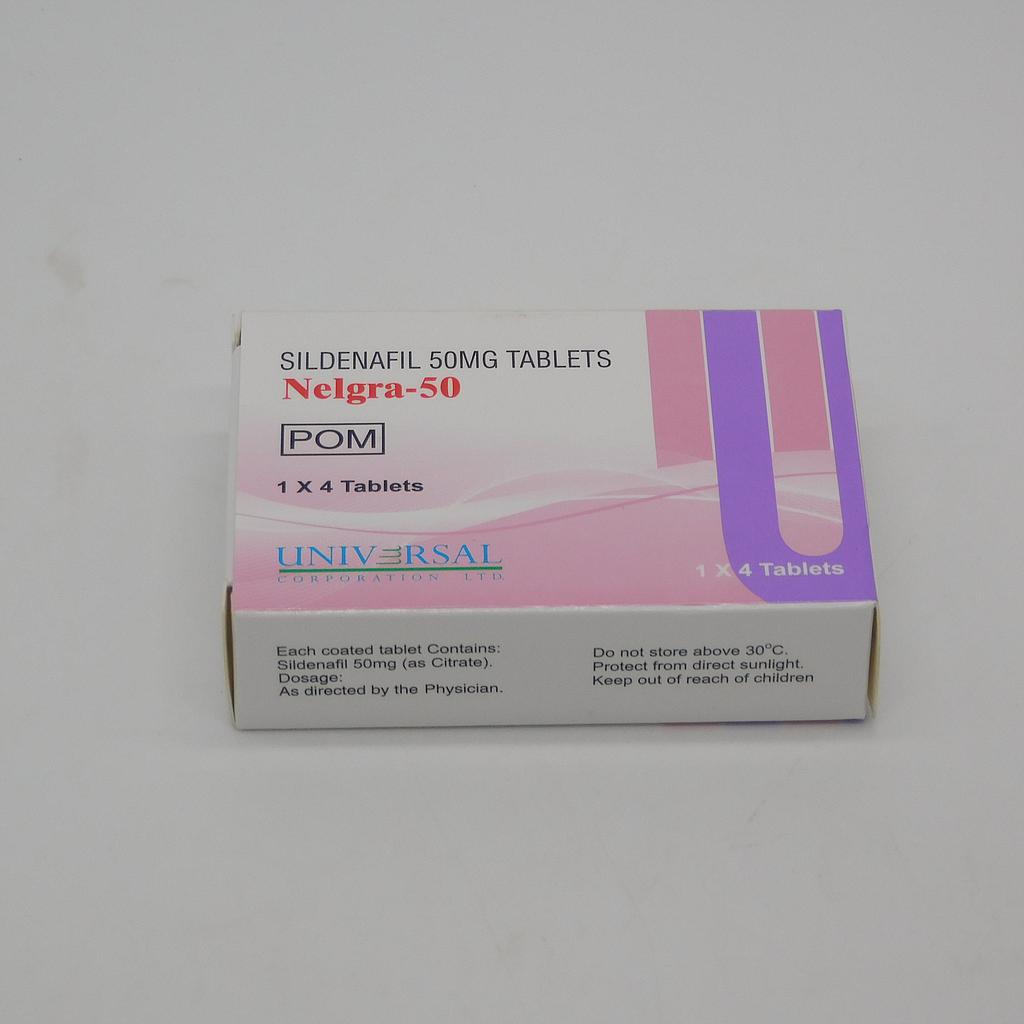 SILDENAFIL 50MG TABLETS
Nelgra-50
POM
1 X 4 Tablets
UNIVERSAL
CORPORATION LTD.
1 X 4 Tablets
Each coated tablet Contains:
Sildenafil 50mg (as Citrate).
Dosage:
As directed by the Physician.
Do not store above 30°C.
Protect from direct sunlight.
Keep out of reach of children